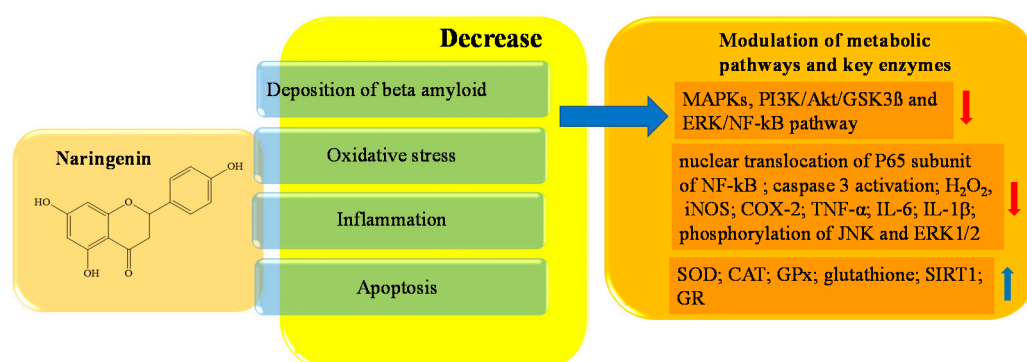 Decrease
Modulation of metabolic
pathways and key enzymes
Deposition of beta amyloid
MAPKs, PI3K/Akt/GSK3ß and
ERK/NF-kB pathway
Naringenin
Oxidative stress
nuclear translocation of P65 subunit
of NF-kB ; caspase 3 activation; H₂O₂,
iNOS; COX-2; TNF-α; IL-6; IL-1β;
phosphorylation of JNK and ERK1/2
OH
HO
O
OH
O
Inflammation
Apoptosis
SOD; CAT; GPx; glutathione; SIRT1;
GR